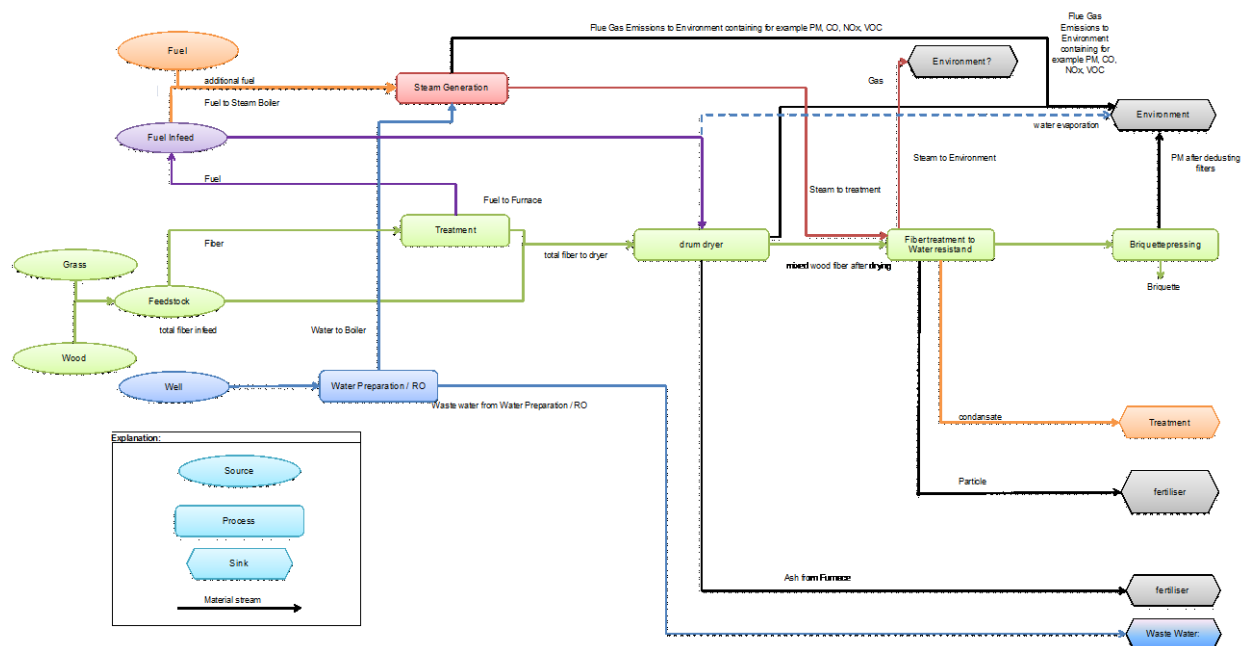 Flue Gas Emissions to Environment containing for example PM, CO, NOx, VOC
Flue Gas
Emissions to
Environment
containing for
example PM, CO,
NOx, VOC
Fuel
additional fuel
Steam Generation
Gas
Environment?
Fuel to Steam Boiler
Environment
water evaporation
Fuel Infeed
Steam to Environment
PM after dedusting
filters
Fuel
Fuel to Furnace
Steam to treatment
Treatment
Fiber
drum dryer
Fibertreatment to
Water resistand
Briquettepressing
total fiber to dryer
mixed wood fiber after drying
Grass
Feedstock
Briquette
total fiber infeed
Water to Boiler
Wood
Well
Water Preparation / RO
Waste water from Water Preparation / RO
condansate
Treatment
Explanation:
Source
Particle
fertiliser
Process
Sink
Ash from Furnace
fertiliser
Material stream
Waste Water: